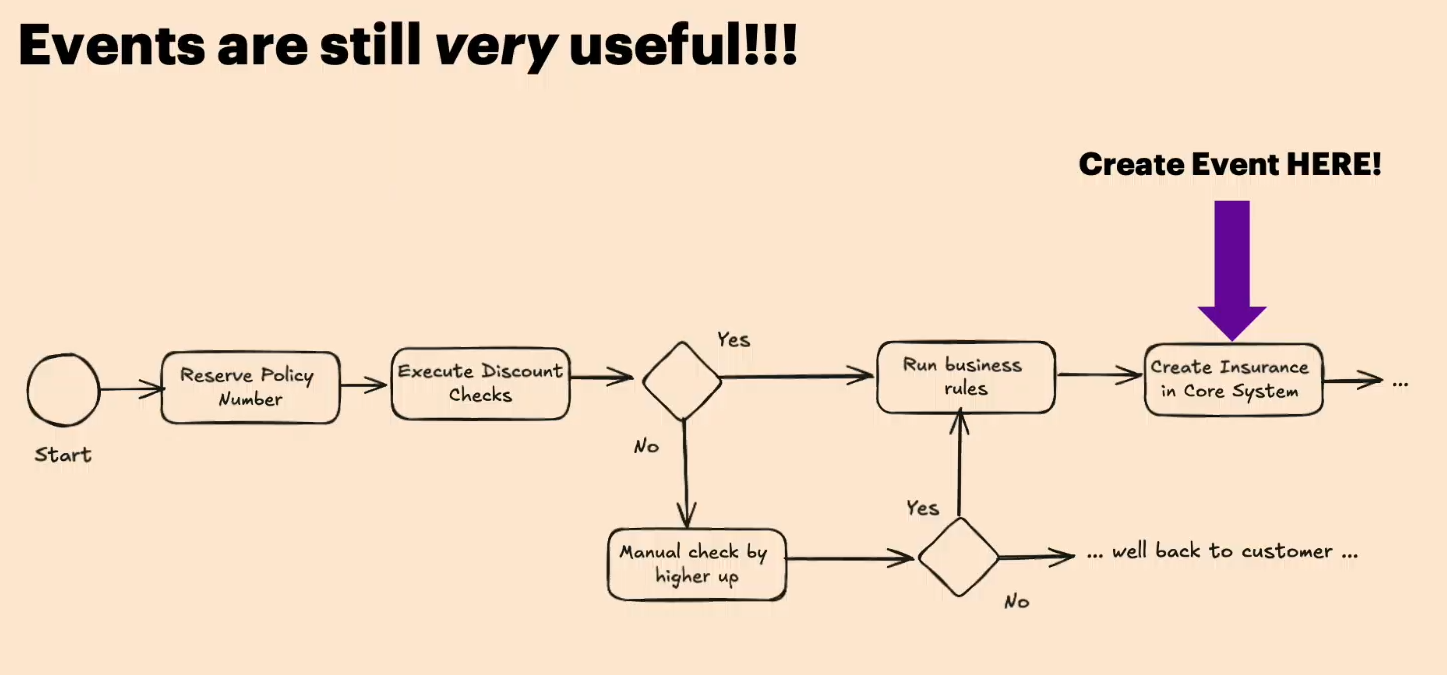 Events are still very useful!!!
Create Event HERE!
Start
Reserve Policy
Number
Execute Discount
Checks
Yes
No
Run business
rules
Create Insurance
in Core System
...
Manual check by
higher up
Yes
No
... well back to customer ...